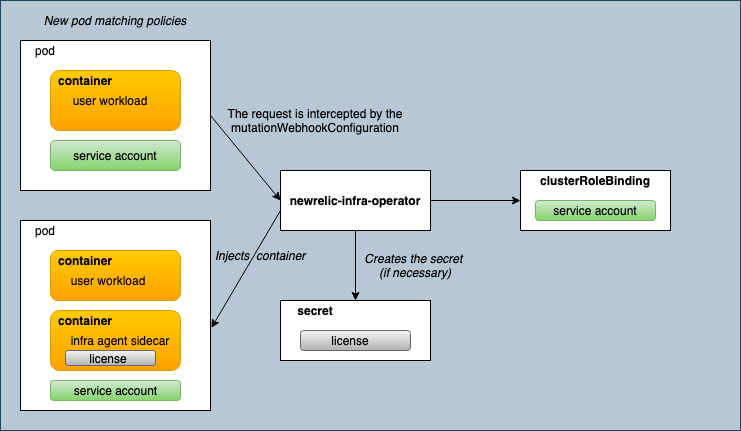 New pod matching policies
pod
container
user workload
service account
The request is intercepted by the
mutationWebhookConfiguration
newrelic-infra-operator
clusterRoleBinding
service account
pod
container
user workload
container
infra agent sidecar
license
service account
Injects container
Creates the secret
(if necessary)
secret
license